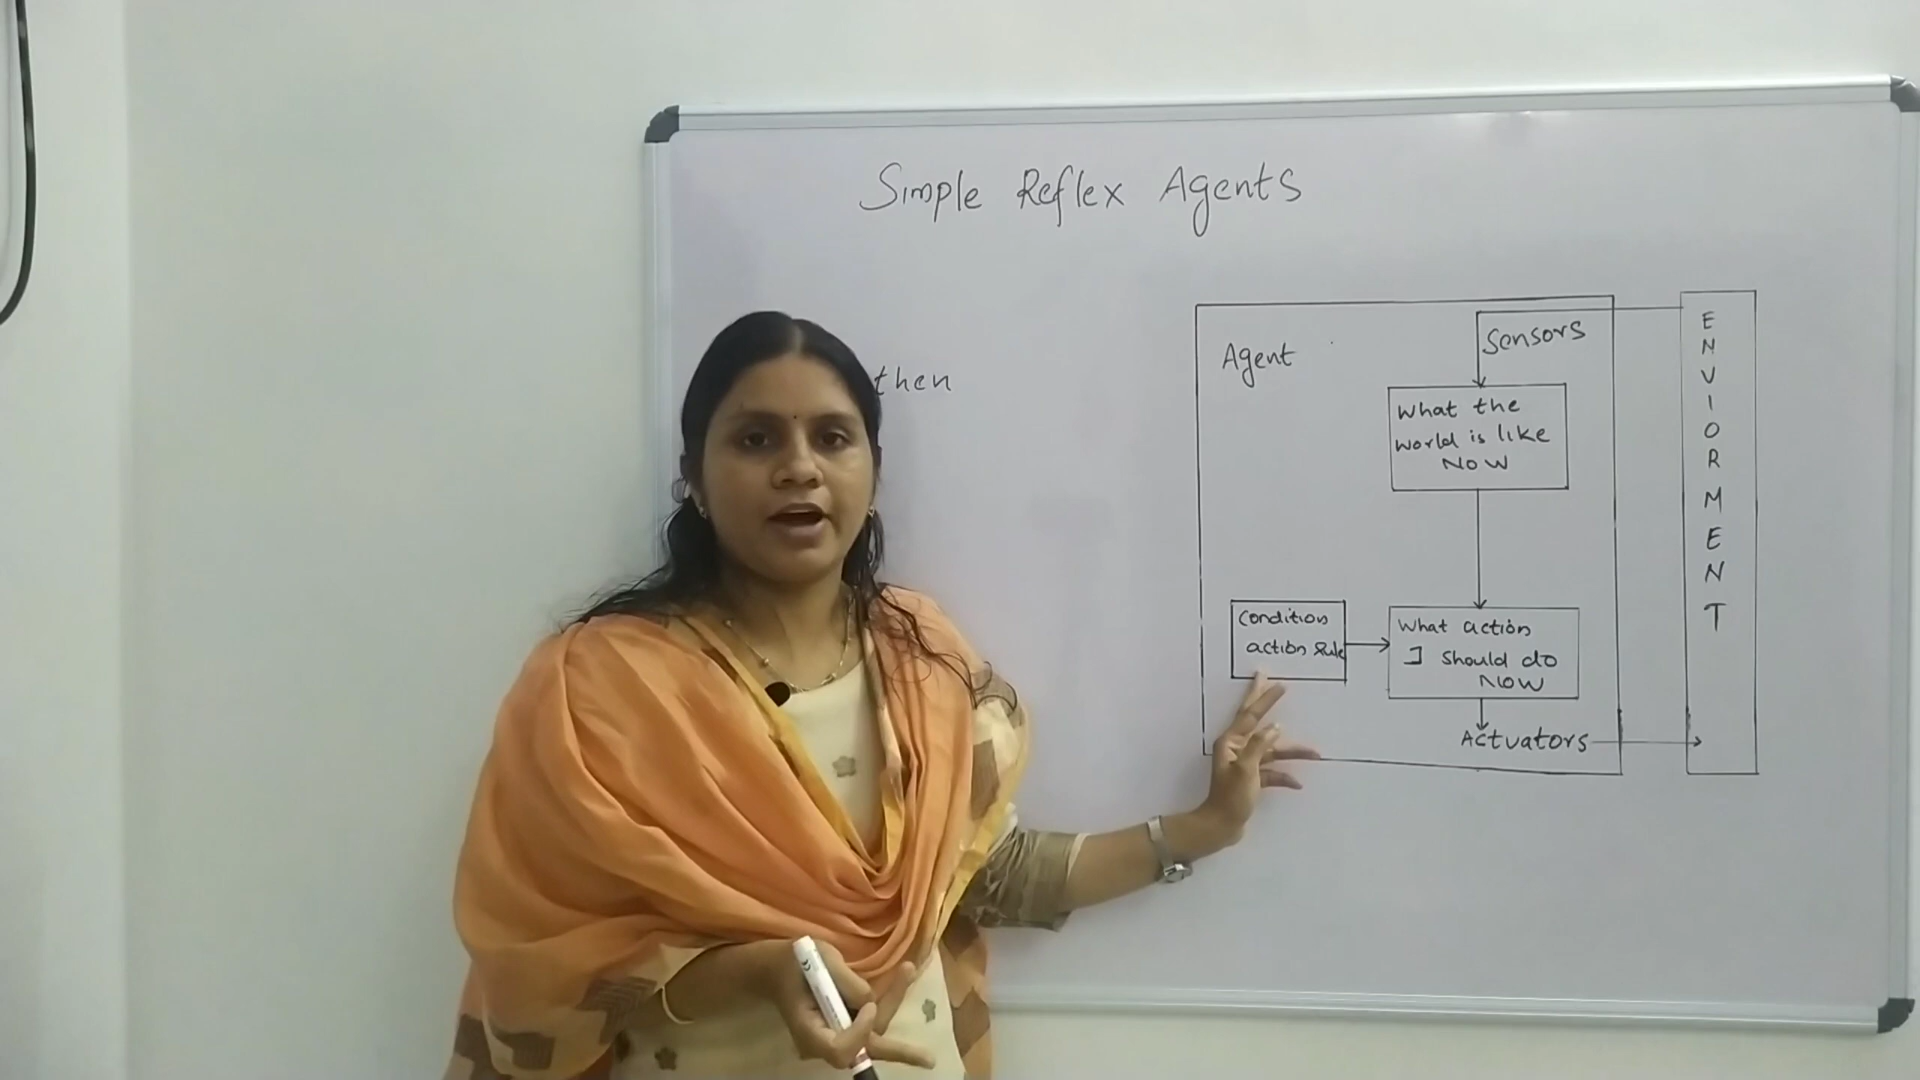 Simple Reflex Agents
then
Agent
Sensors
What the
world is like
NOW
Condition
action rule
What action
I should do
NOW
Actuators
ENVIORMENT